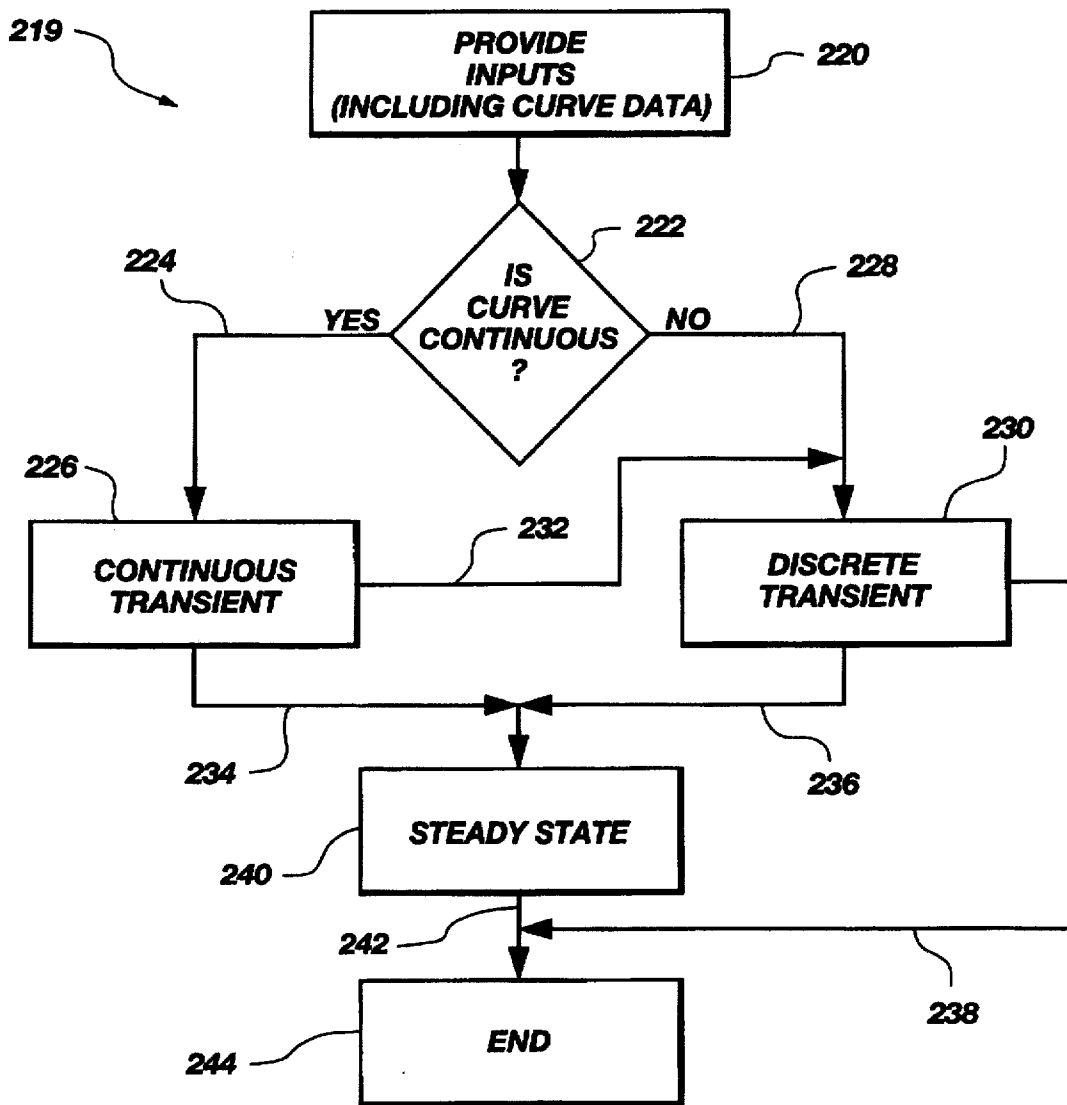 219
PROVIDE
INPUTS
(INCLUDING CURVE DATA)
220
222
224
228
IS
CURVE
CONTINUOUS
?
YES
NO
226
230
232
CONTINUOUS
TRANSIENT
DISCRETE
TRANSIENT
234
236
STEADY STATE
240
242
238
END
244